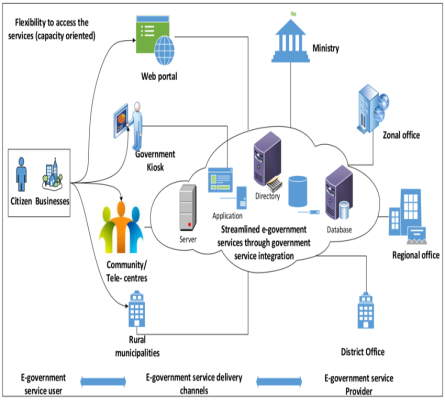 Flexibility to access the
services (capacity oriented)
Web portal
Ministry
Zonal office
Government
Kiosk
Citizen Businesses
Directory
Application
Server
Database
Streamlined e-government
services through government
service integration
Regional office
Community/
Tele- centres
Rural
municipalities
District Office
E-government
service user
E-government service delivery
channels
E-government service
Provider